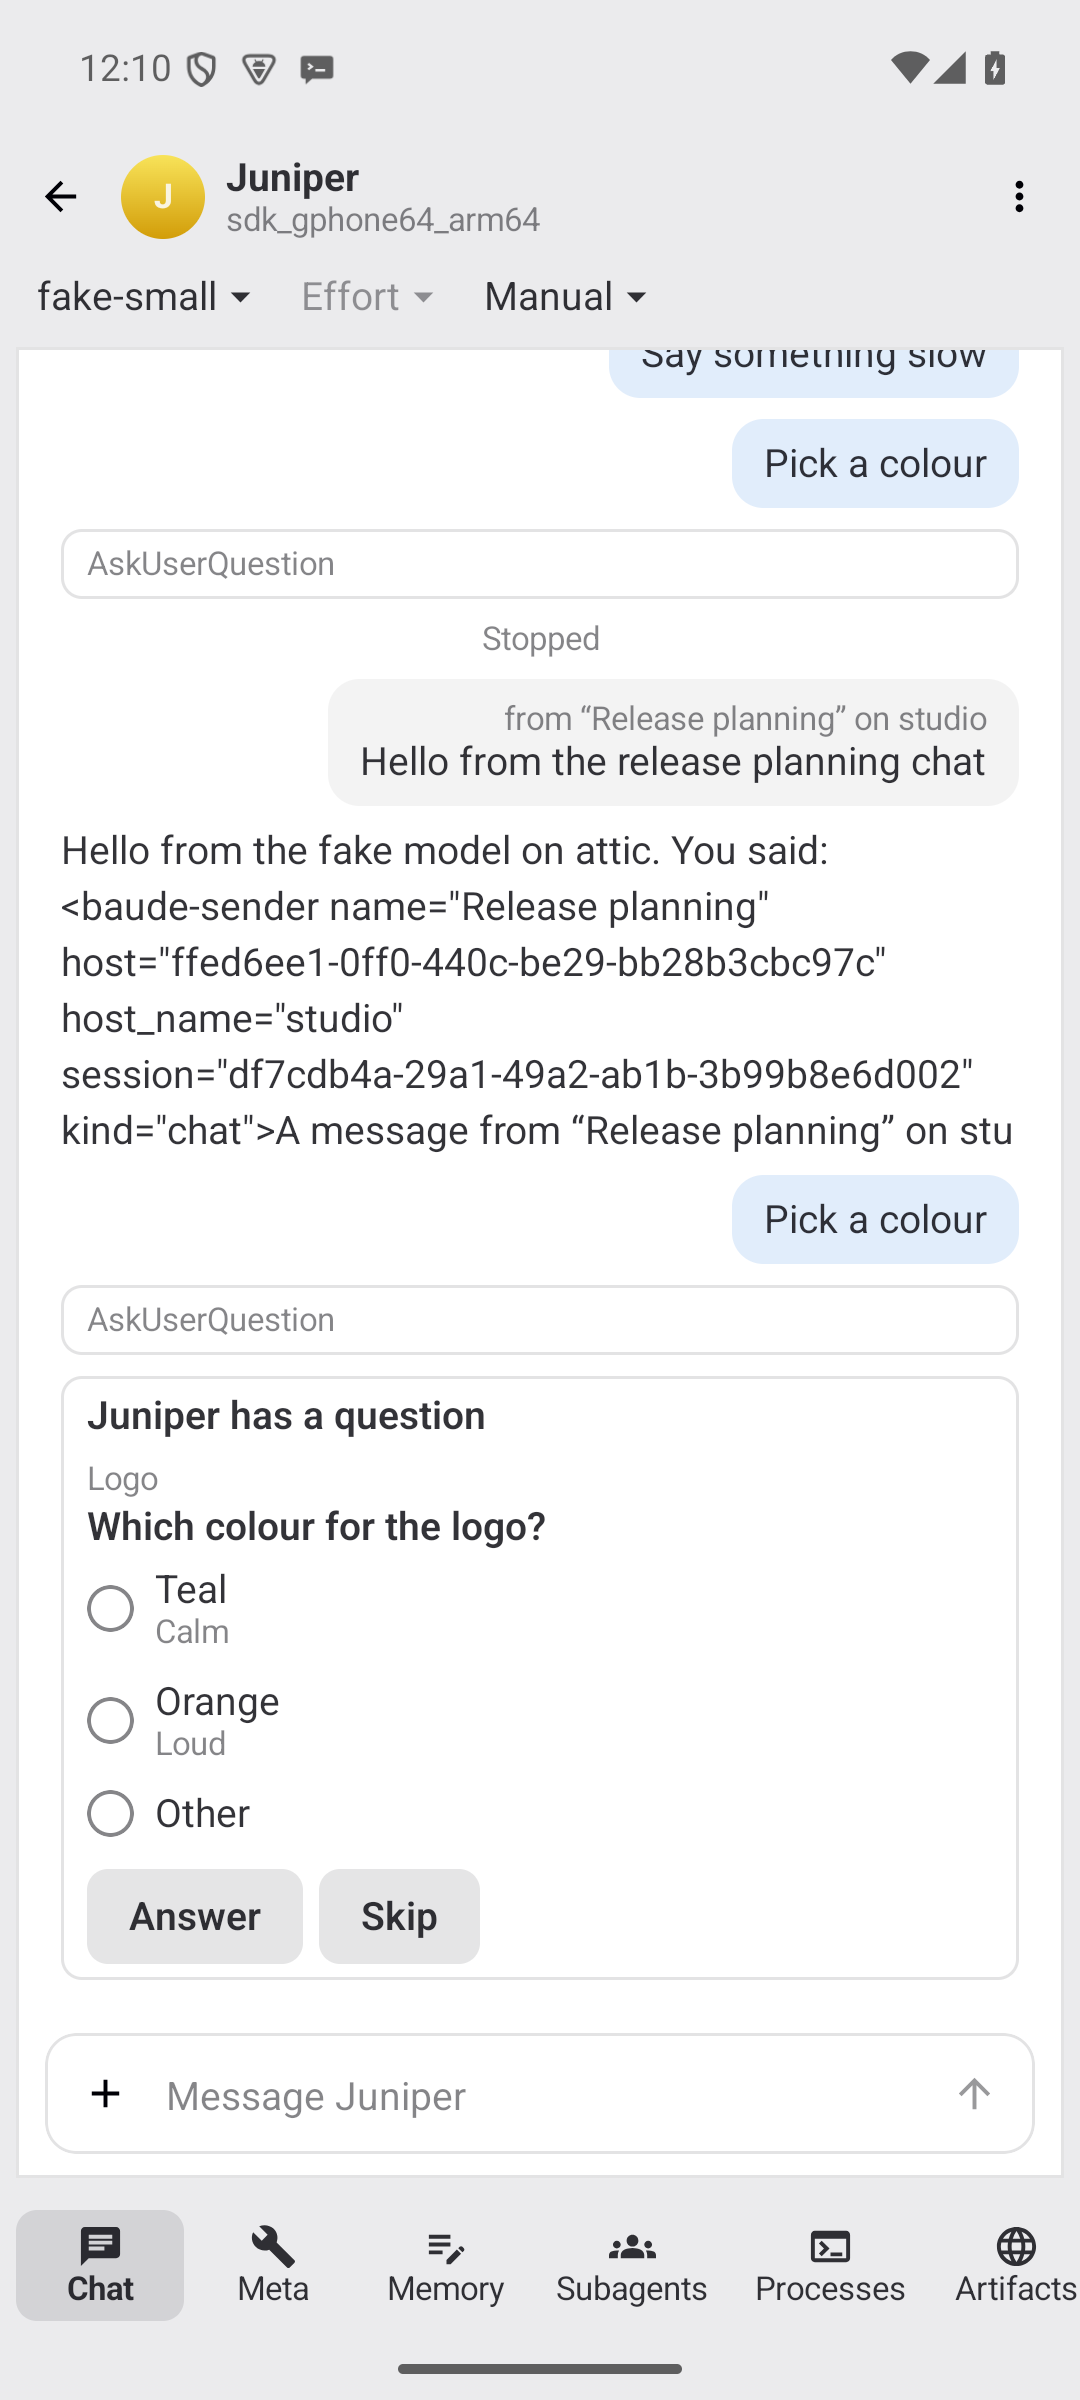 12:10
J
Juniper
sdk_gphone64_arm64
fake-small
Effort
Manual
Say something slow
Pick a colour
AskUserQuestion
Stopped
from “Release planning” on studio
Hello from the release planning chat
Hello from the fake model on attic. You said:
<baude-sender name="Release planning"
host="ffed6ee1-0ff0-440c-be29-bb28b3cbc97c"
host_name="studio"
session="df7cdb4a-29a1-49a2-ab1b-3b99b8e6d002"
kind="chat">A message from “Release planning” on stu
Pick a colour
AskUserQuestion
Juniper has a question
Logo
Which colour for the logo?
Teal
Calm
Orange
Loud
Other
Answer
Skip
Message Juniper
Chat
Meta
Memory
Subagents
Processes
Artifacts